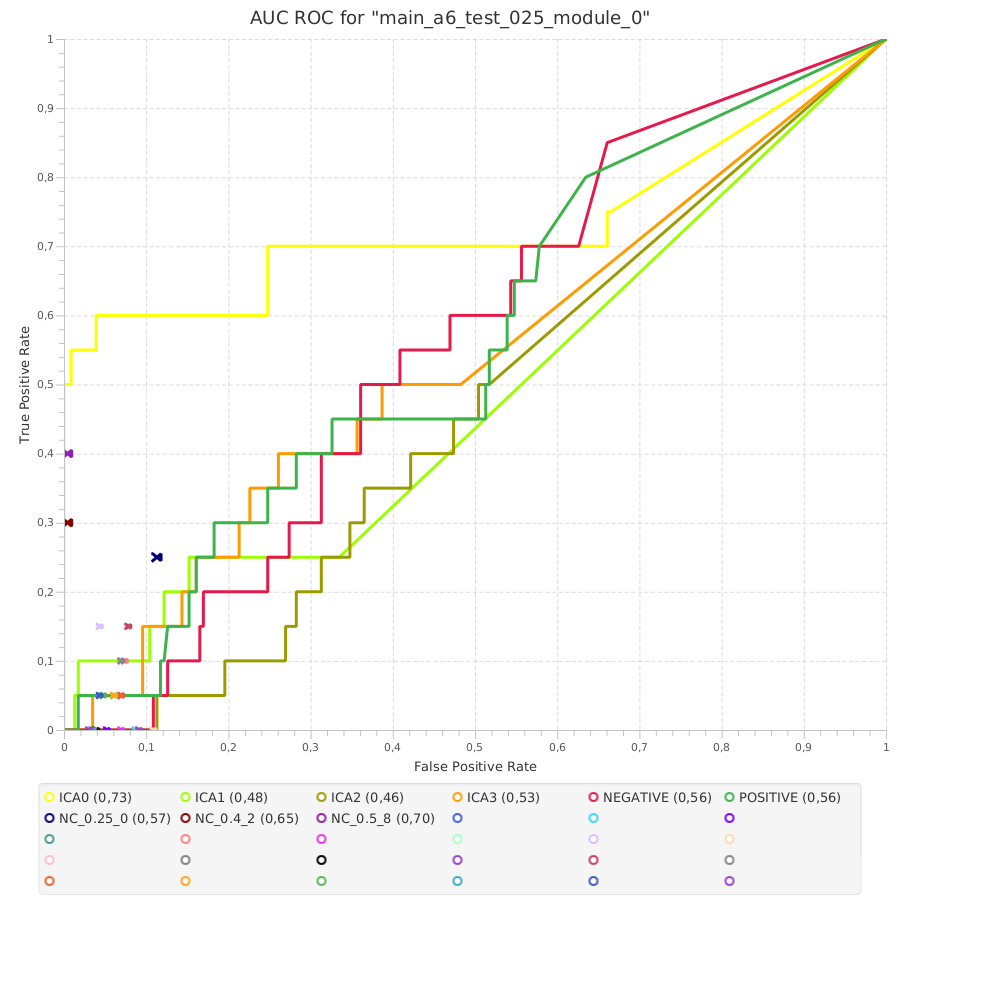 AUC ROC for "main_a6_test_025_module_0"
1
0,9
0,8
0,7
0,6
0,5
0,4
0,3
0,2
0,1
0
True Positive Rate
0 0,1 0,2 0,3 0,4 0,5 0,6 0,7 0,8 0,9 1
False Positive Rate
ICA0 (0,73) ICA1 (0,48) ICA2 (0,46) ICA3 (0,53) NEGATIVE (0,56) POSITIVE (0,56)
NC_0.25_0 (0,57) NC_0.4_2 (0,65) NC_0.5_8 (0,70)